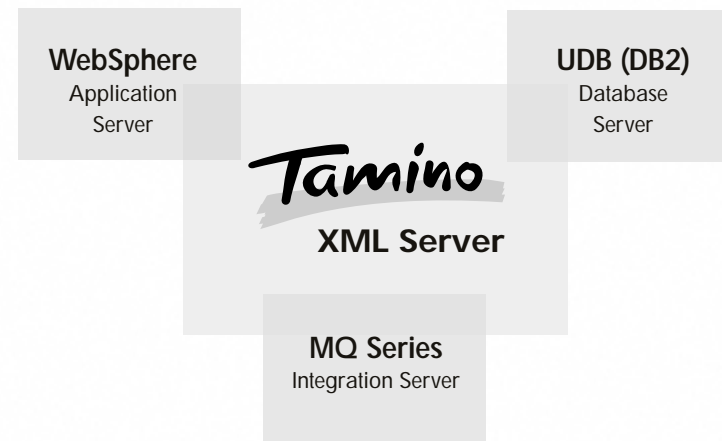 WebSphere
Application
Server
UDB (DB2)
Database
Server
Tamino
XML Server
MQ Series
Integration Server